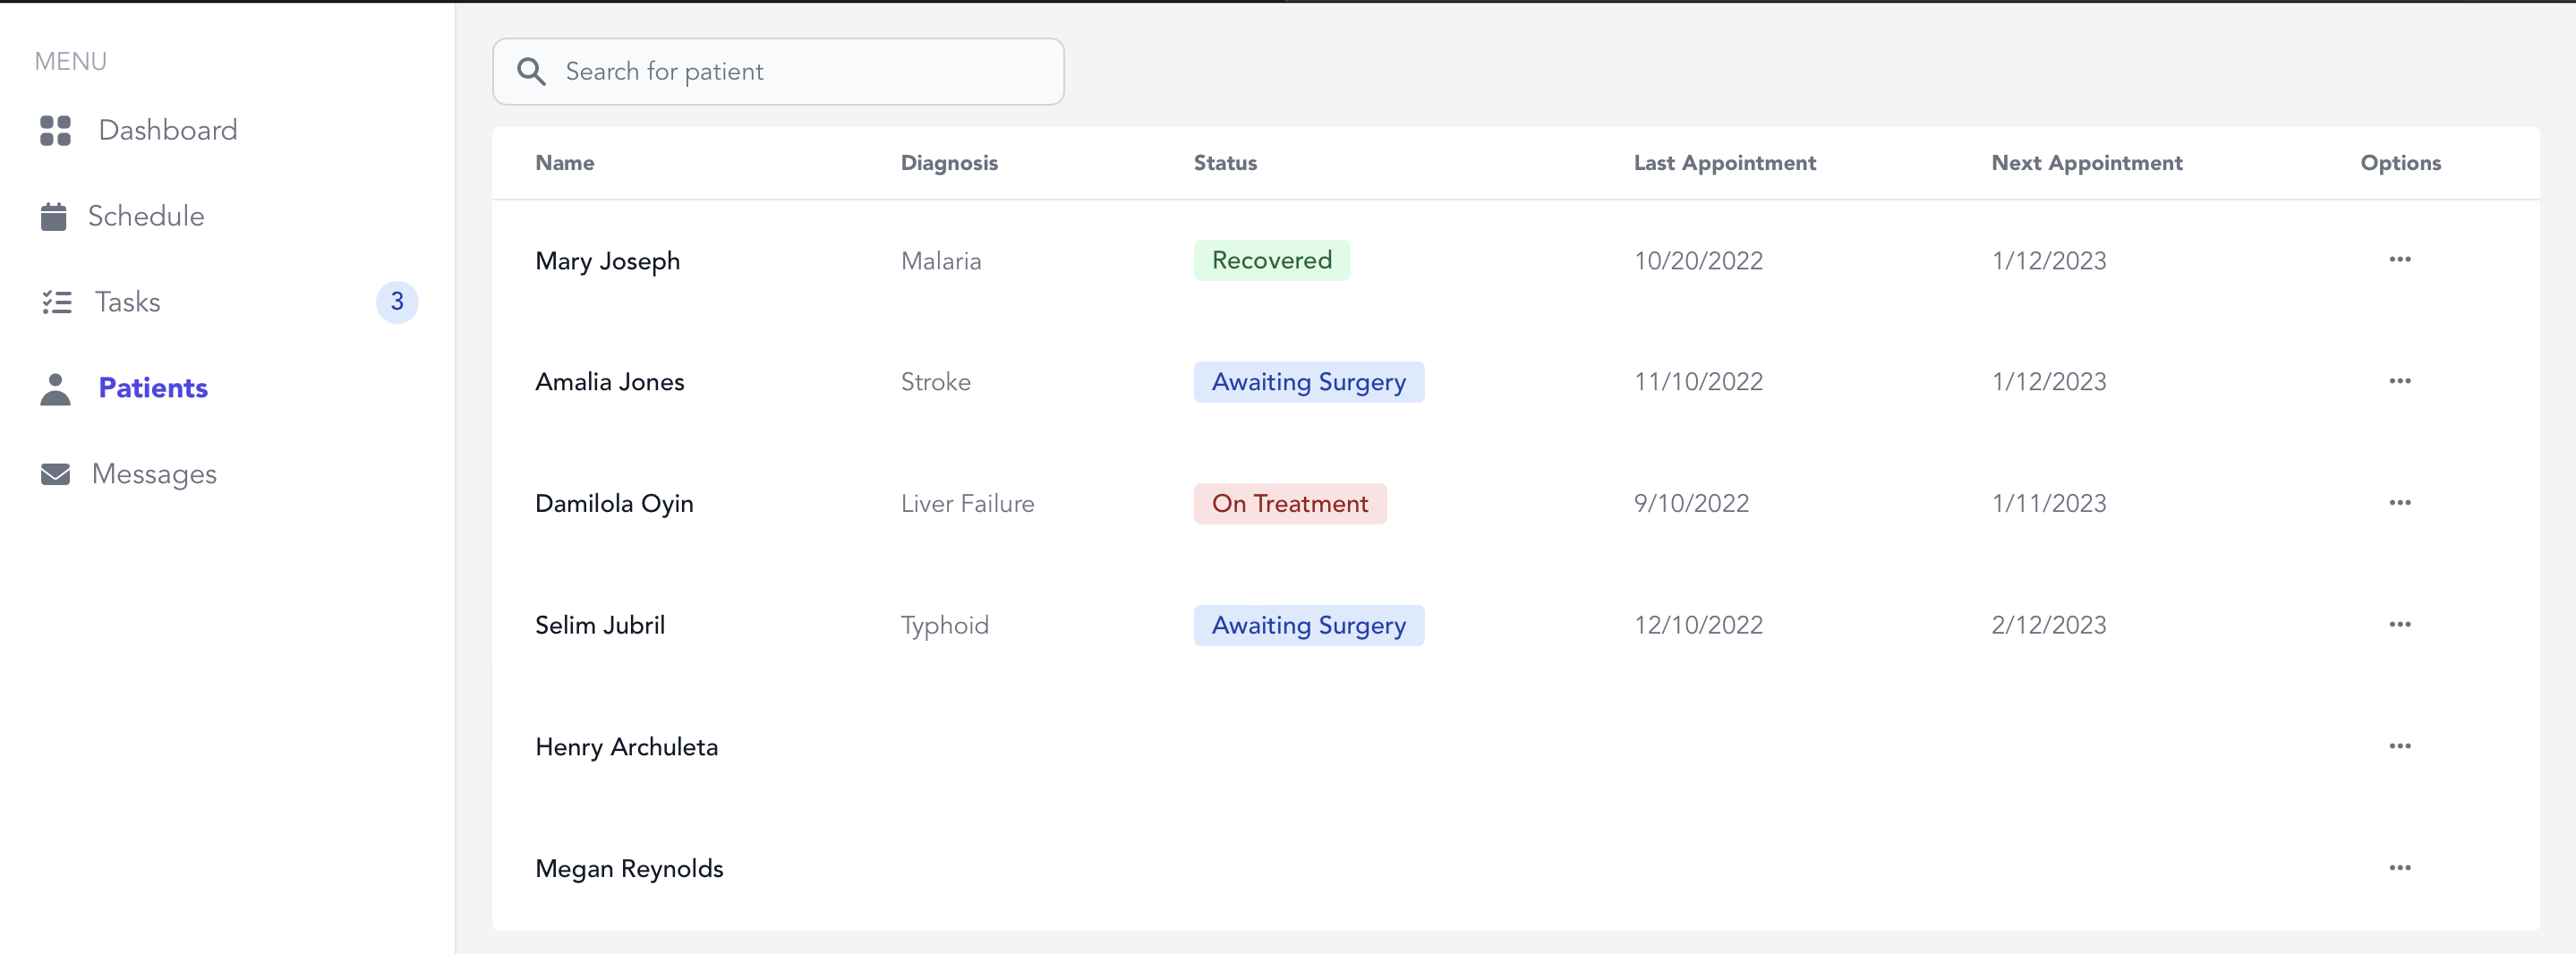 MENU
Dashboard
Schedule
Tasks 3
Patients
Messages
Search for patient
Name Diagnosis Status Last Appointment Next Appointment Options
Mary Joseph Malaria Recovered 10/20/2022 1/12/2023
Amalia Jones Stroke Awaiting Surgery 11/10/2022 1/12/2023
Damilola Oyin Liver Failure On Treatment 9/10/2022 1/11/2023
Selim Jubril Typhoid Awaiting Surgery 12/10/2022 2/12/2023
Henry Archuleta
Megan Reynolds